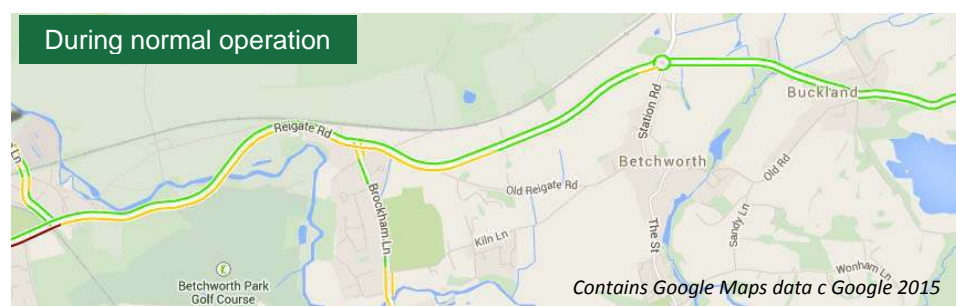 During normal operation
Buckland
Reigate Rd
Station Rd
Ln
Betchworth
Old Rd
Old Reigate Rd
Brockham Ln
Sandy Ln
Kiln Ln
The St
Wonham Ln
Betchworth Park
Golf Course
Contains Google Maps data c Google 2015